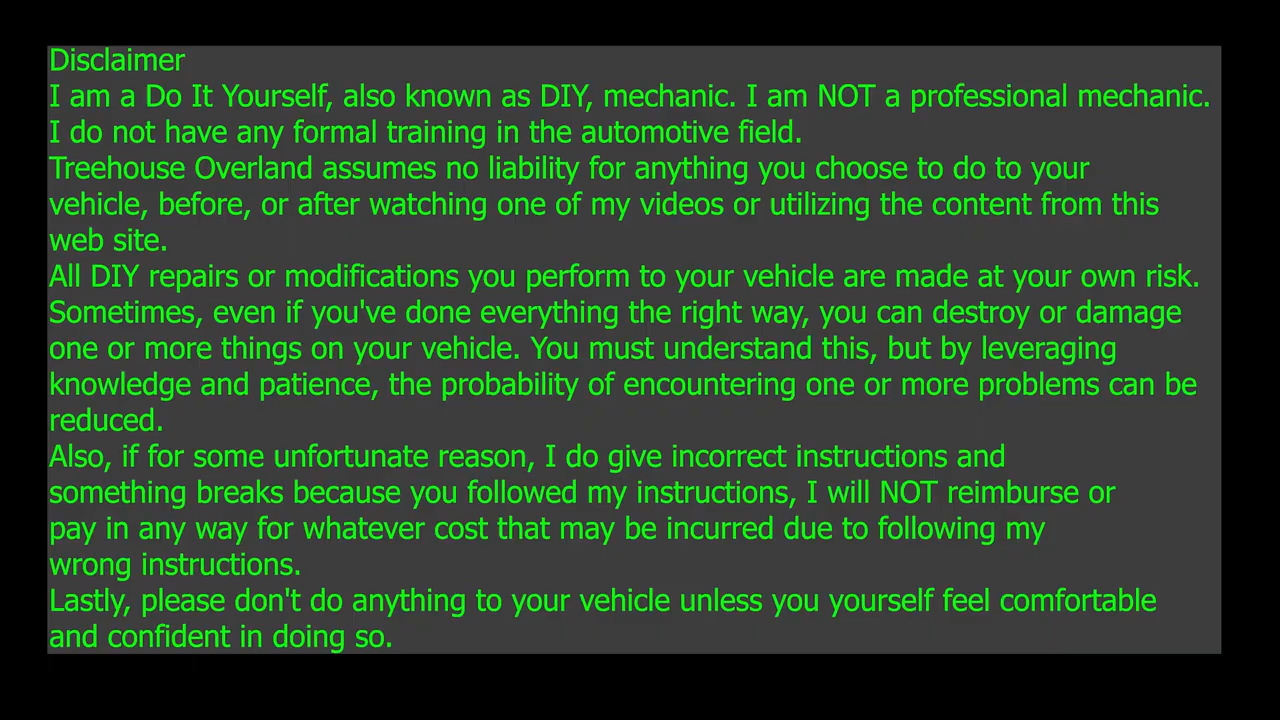 Disclaimer
I am a Do It Yourself, also known as DIY, mechanic. I am NOT a professional mechanic.
I do not have any formal training in the automotive field.
Treehouse Overland assumes no liability for anything you choose to do to your
vehicle, before, or after watching one of my videos or utilizing the content from this
web site.
All DIY repairs or modifications you perform to your vehicle are made at your own risk.
Sometimes, even if you've done everything the right way, you can destroy or damage
one or more things on your vehicle. You must understand this, but by leveraging
knowledge and patience, the probability of encountering one or more problems can be
reduced.
Also, if for some unfortunate reason, I do give incorrect instructions and
something breaks because you followed my instructions, I will NOT reimburse or
pay in any way for whatever cost that may be incurred due to following my
wrong instructions.
Lastly, please don't do anything to your vehicle unless you yourself feel comfortable
and confident in doing so.